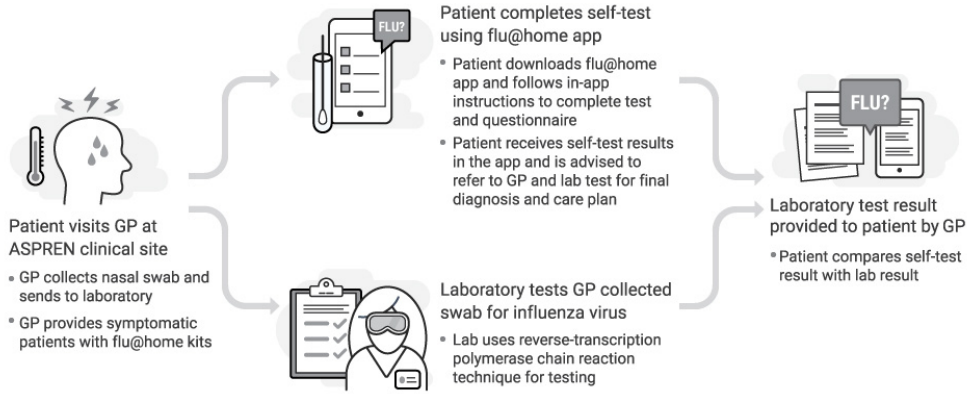 Patient visits GP at
ASPREN clinical site
• GP collects nasal swab and
sends to laboratory
• GP provides symptomatic
patients with flu@home kits
FLU?
Patient completes self-test
using flu@home app
• Patient downloads flu@home
app and follows in-app
instructions to complete test
and questionnaire
• Patient receives self-test results
in the app and is advised to
refer to GP and lab test for final
diagnosis and care plan
Laboratory tests GP collected
swab for influenza virus
• Lab uses reverse-transcription
polymerase chain reaction
technique for testing
FLU?
Laboratory test result
provided to patient by GP
• Patient compares self-test
result with lab result